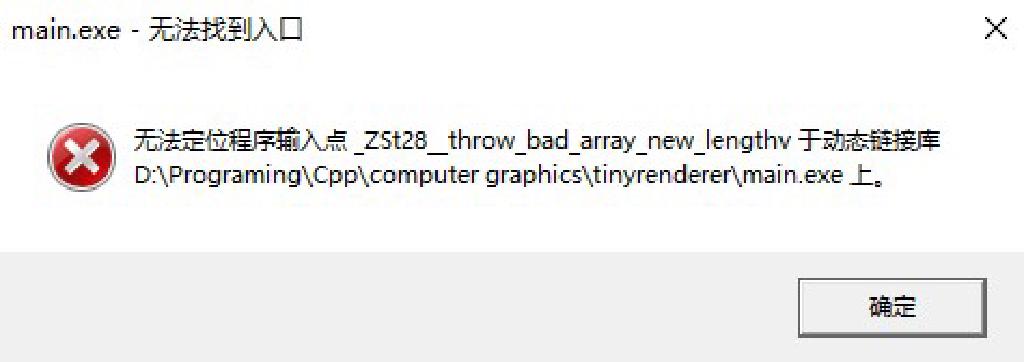 main.exe - 无法找到入口
无法定位程序输入点 _ZSt28__throw_bad_array_new_lengthv 于动态链接库
D:\Programing\Cpp\computer graphics\tinyrenderer\main.exe 上。
确定